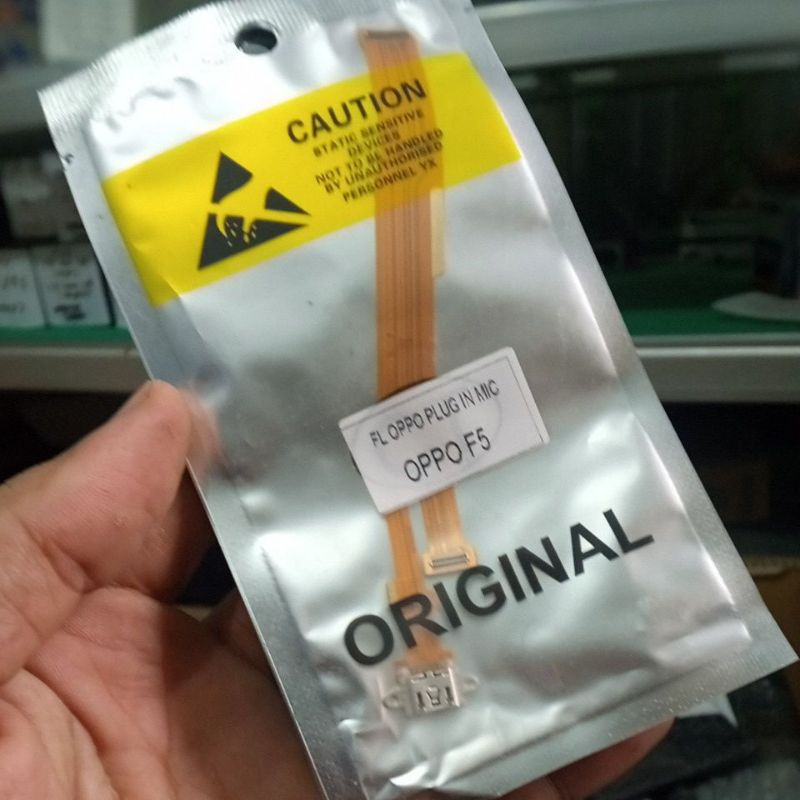 CAUTION
STATIC SENSITIVE
DEVICES
NOT TO BE HANDLED
BY UNAUTHORISED
PERSONNEL YX
FL OPPO PLUG IN MIC
OPPO F5
ORIGINAL